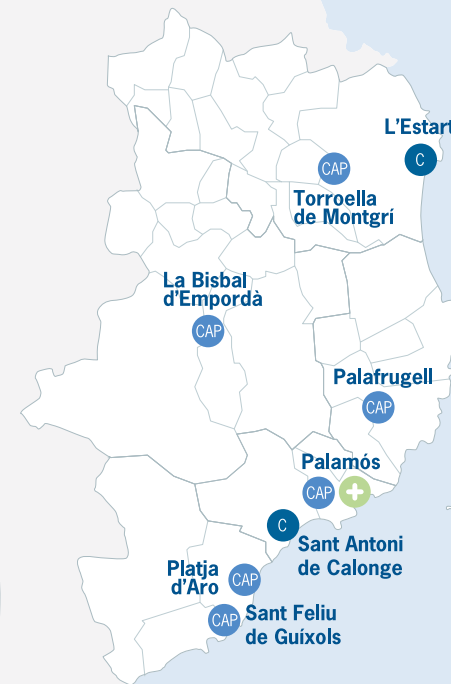 L'Estart
C
CAP
Torroella
de Montgrí
La Bisbal
d'Empordà
CAP
Palafrugell
CAP
Palamós
CAP
C
Sant Antoni
de Calonge
Platja
d'Aro
CAP
CAP
Sant Feliu
de Guíxols